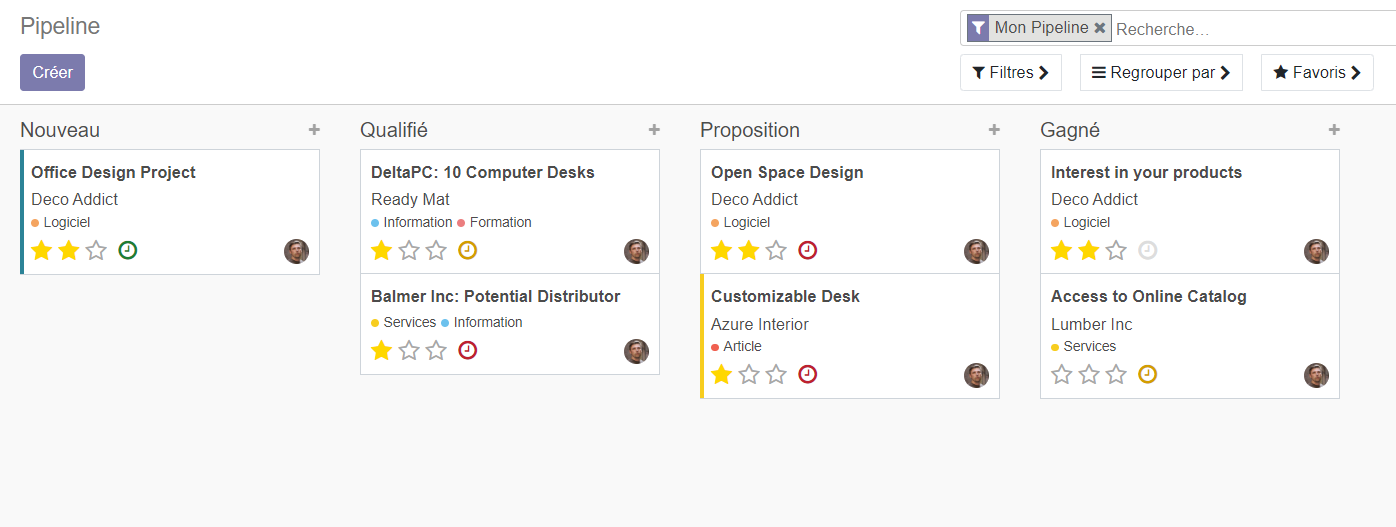 Pipeline
Mon Pipeline ✖ Recherche...
Créer
Filtres
Regrouper par
Favoris
Nouveau +
Office Design Project
Deco Addict
Logiciel
Qualifié +
DeltaPC: 10 Computer Desks
Ready Mat
Information Formation
Balmer Inc: Potential Distributor
Services Information
Proposition +
Open Space Design
Deco Addict
Logiciel
Customizable Desk
Azure Interior
Article
Gagné +
Interest in your products
Deco Addict
Logiciel
Access to Online Catalog
Lumber Inc
Services